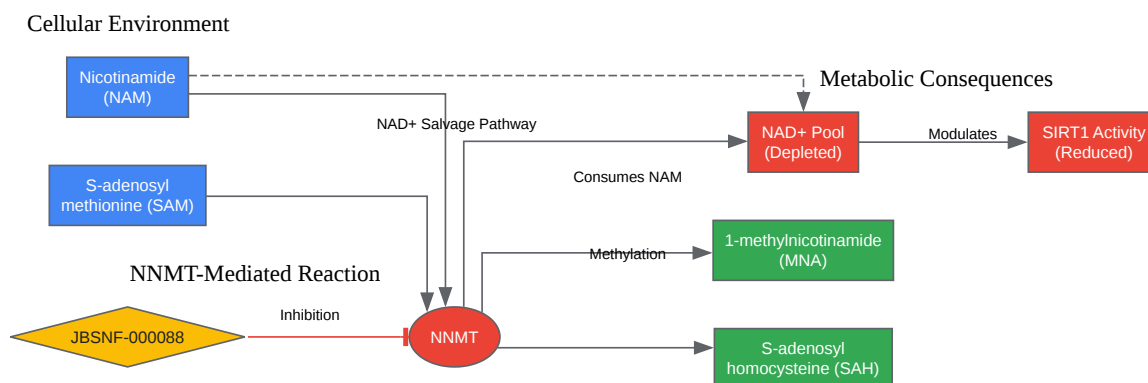 Cellular Environment
Nicotinamide
(NAM)
Metabolic Consequences
NAD+ Salvage Pathway
NAD+ Pool
(Depleted)
Modulates
SIRT1 Activity
(Reduced)
Consumes NAM
S-adenosyl
methionine (SAM)
1-methylnicotinamide
(MNA)
Methylation
NNMT-Mediated Reaction
Inhibition
JBSNF-000088
NNMT
S-adenosyl
homocysteine (SAH)